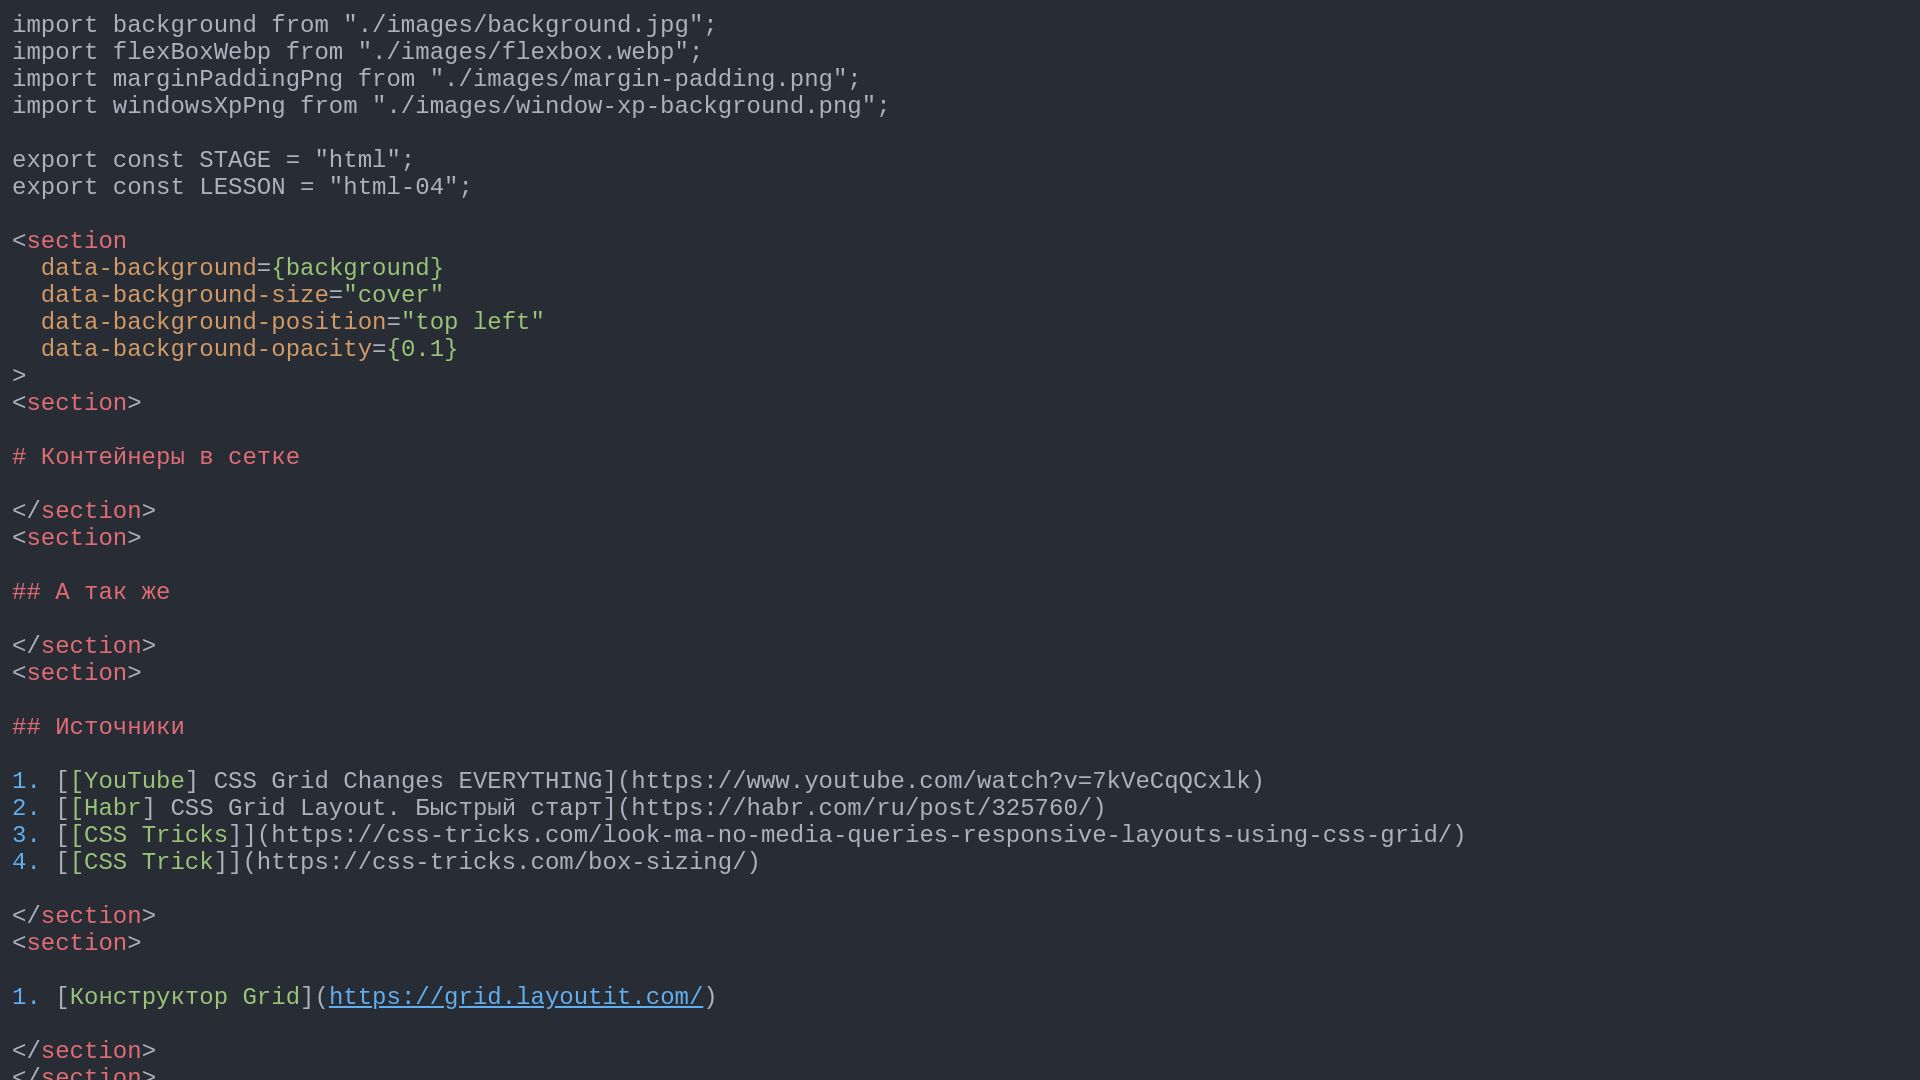 import background from "./images/background.jpg";
import flexBoxWebp from "./images/flexbox.webp";
import marginPaddingPng from "./images/margin-padding.png";
import windowsXpPng from "./images/window-xp-background.png";

export const STAGE = "html";
export const LESSON = "html-04";

<section
  data-background={background}
  data-background-size="cover"
  data-background-position="top left"
  data-background-opacity={0.1}
>
<section>

# Контейнеры в сетке

</section>
<section>

## А так же

</section>
<section>

## Источники

1. [[YouTube] CSS Grid Changes EVERYTHING](https://www.youtube.com/watch?v=7kVeCqQCxlk)
2. [[Habr] CSS Grid Layout. Быстрый старт](https://habr.com/ru/post/325760/)
3. [[CSS Tricks]](https://css-tricks.com/look-ma-no-media-queries-responsive-layouts-using-css-grid/)
4. [[CSS Trick]](https://css-tricks.com/box-sizing/)

</section>
<section>

1. [Конструктор Grid](https://grid.layoutit.com/)

</section>
</section>